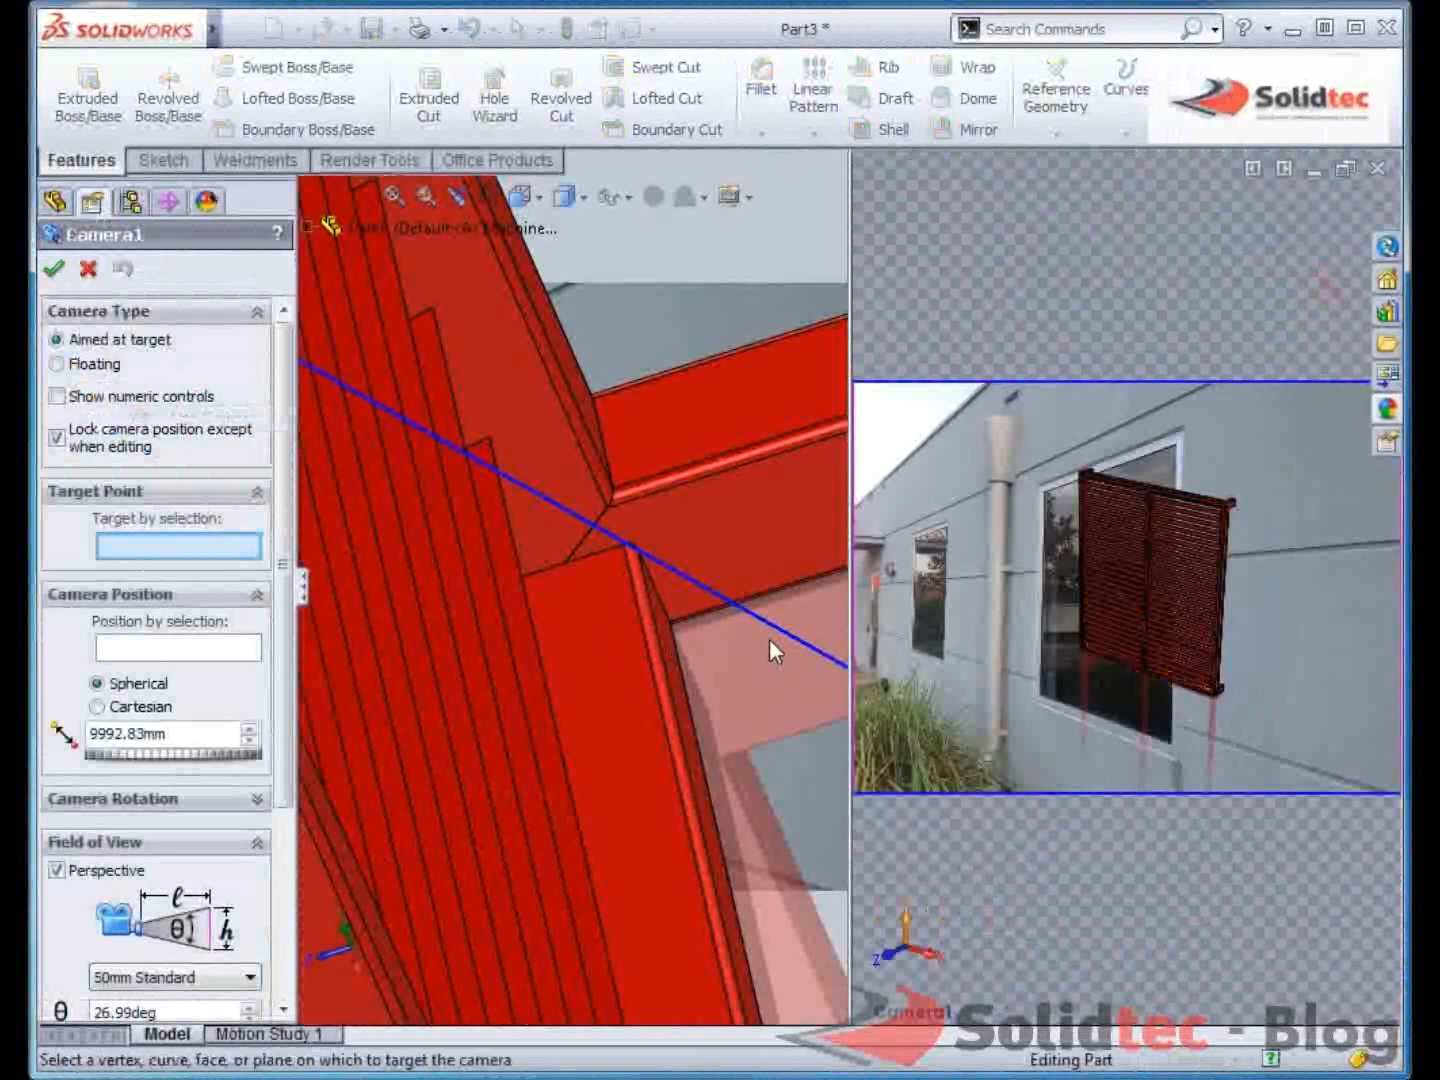 SOLIDWORKS
Part3 *
Search Commands
Extruded Boss/Base
Revolved Boss/Base
Swept Boss/Base
Lofted Boss/Base
Boundary Boss/Base
Extruded Cut
Hole Wizard
Revolved Cut
Swept Cut
Lofted Cut
Boundary Cut
Fillet
Linear Pattern
Rib
Draft
Shell
Wrap
Dome
Mirror
Reference Geometry
Curves
Solidtec
Features
Sketch
Weldments
Render Tools
Office Products
Camera1
?
Camera Type
Aimed at target
Floating
Show numeric controls
Lock camera position except
when editing
Target Point
Target by selection:
Camera Position
Position by selection:
Spherical
Cartesian
9992.83mm
Camera Rotation
Field of View
Perspective
ℓ
θ
h
50mm Standard
θ
26.99deg
Z
Z
Camera1
Solidtec - Blog
Model
Motion Study 1
Select a vertex, curve, face, or plane on which to target the camera
Editing Part